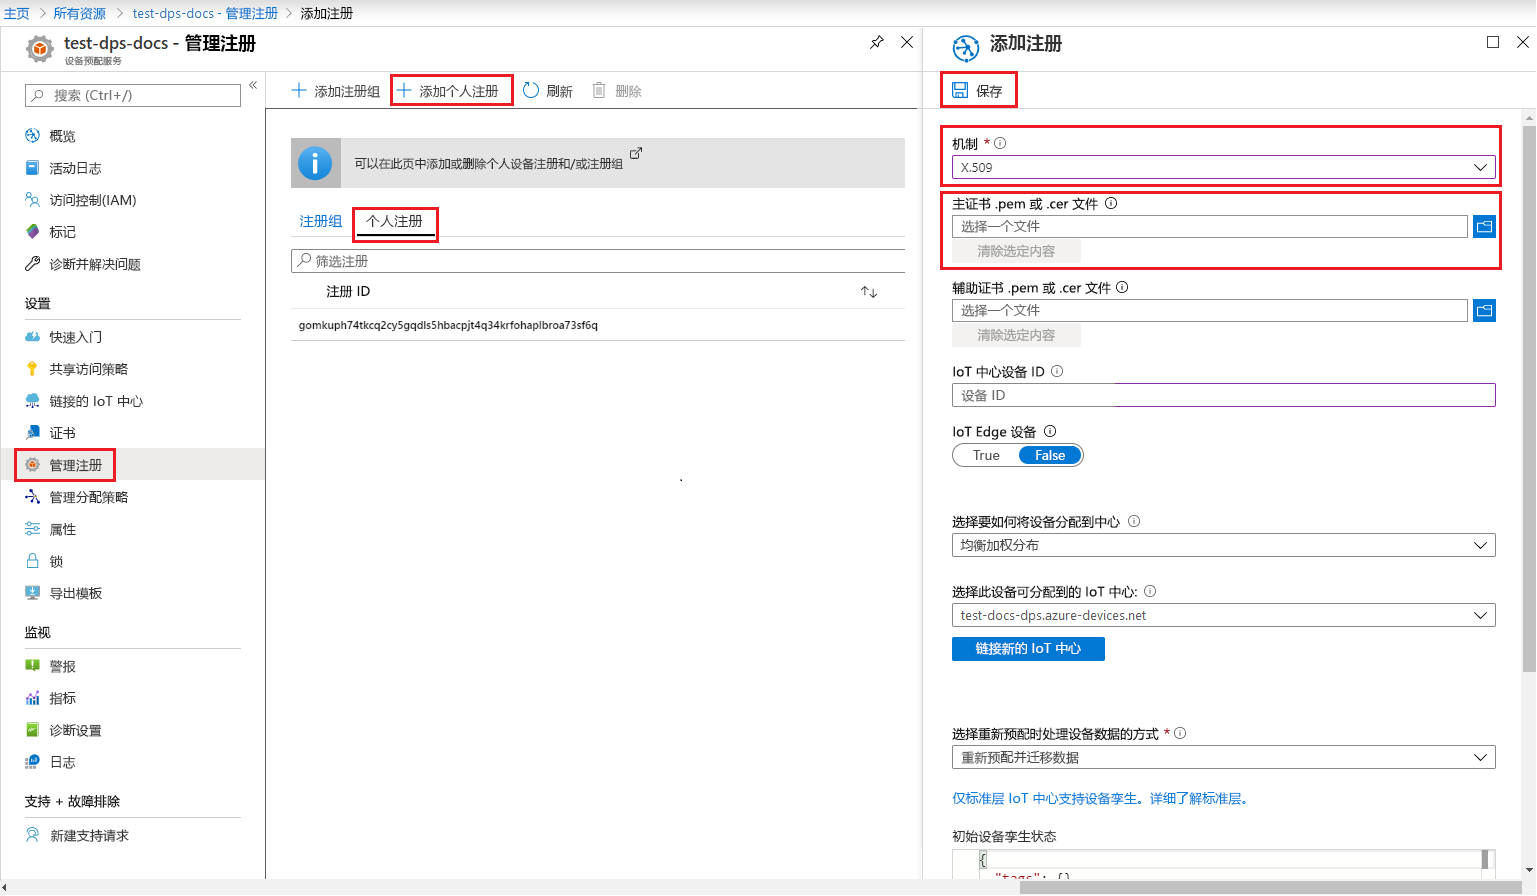 主页 > 所有资源 > test-dps-docs - 管理注册 > 添加注册
test-dps-docs - 管理注册
设备预配服务
搜索 (Ctrl+/)
«
概览
活动日志
访问控制(IAM)
标记
诊断并解决问题
设置
快速入门
共享访问策略
链接的 IoT 中心
证书
管理注册
管理分配策略
属性
锁
导出模板
监视
警报
指标
诊断设置
日志
支持 + 故障排除
新建支持请求
添加注册组
添加个人注册
刷新
删除
可以在此页中添加或删除个人设备注册和/或注册组
注册组
个人注册
筛选注册
注册 ID
gomkuph74tkcq2cy5gqdls5hbacpjt4q34krfohaplbroa73sf6q
添加注册
保存
机制 *
X.509
主证书 .pem 或 .cer 文件
选择一个文件
清除选定内容
辅助证书 .pem 或 .cer 文件
选择一个文件
清除选定内容
IoT 中心设备 ID
设备 ID
IoT Edge 设备
True False
选择要如何将设备分配到中心
均衡加权分布
选择此设备可分配到的 IoT 中心:
test-docs-dps.azure-devices.net
链接新的 IoT 中心
选择重新预配时处理设备数据的方式 *
重新预配并迁移数据
仅标准层 IoT 中心支持设备孪生。详细了解标准层。
初始设备孪生状态
{
"tags": {}